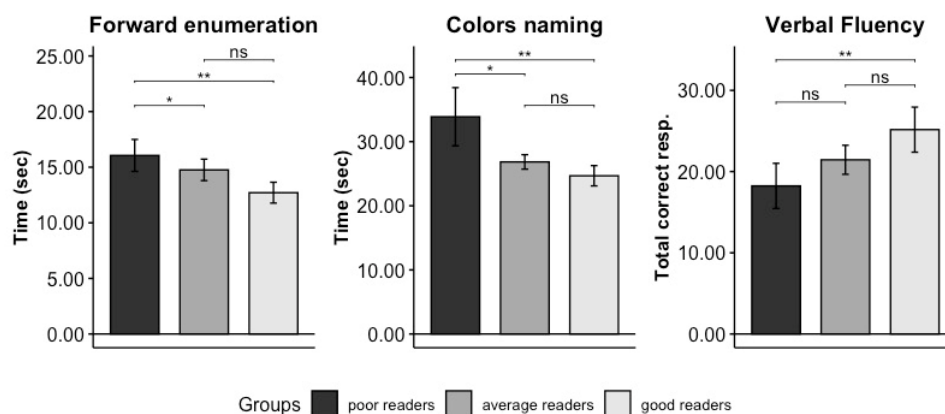 Forward enumeration
25.00
20.00
15.00
10.00
5.00
0.00
Time (sec)
ns
**
*
Colors naming
40.00
30.00
20.00
10.00
0.00
Time (sec)
**
*
ns
Verbal Fluency
30.00
20.00
10.00
0.00
Total correct resp.
**
ns
ns
Groups poor readers average readers good readers